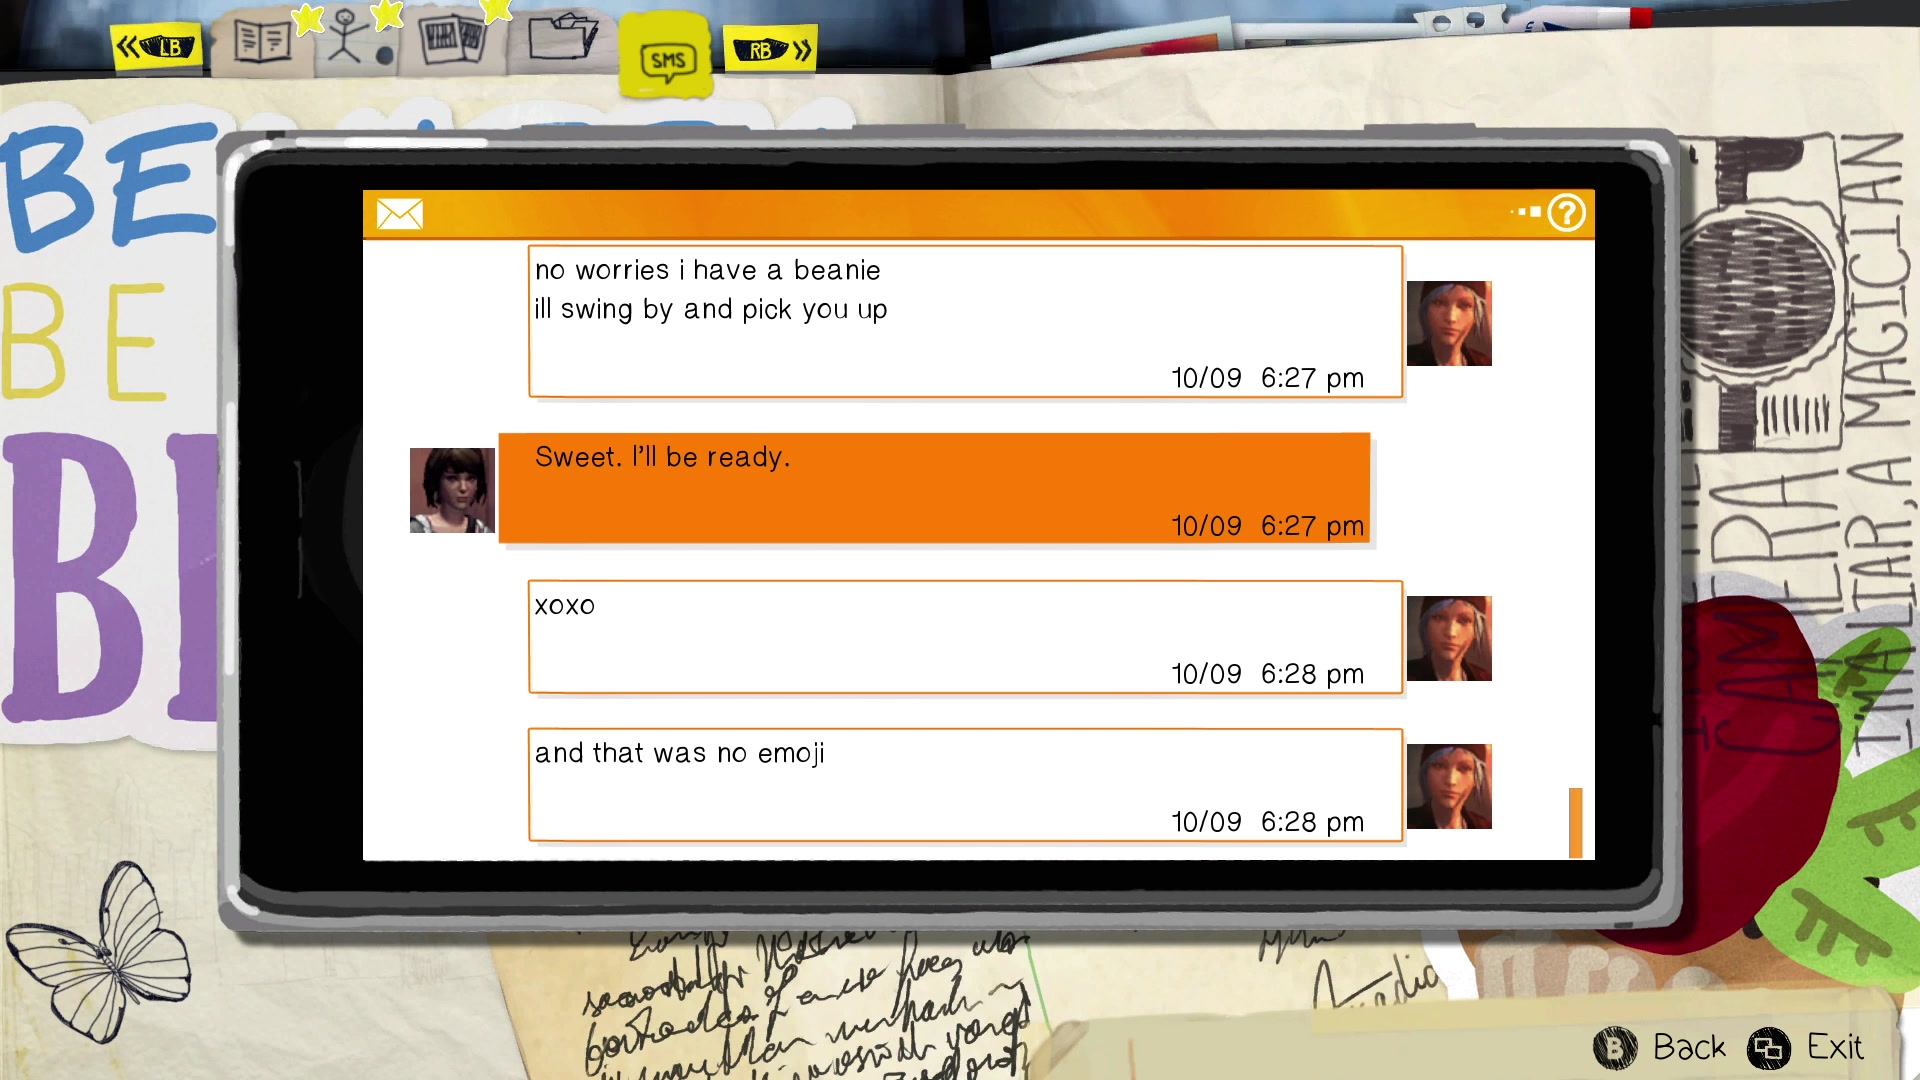 LB
SMS
RB
BE
BE
no worries i have a beanie
ill swing by and pick you up
10/09 6:27 pm
Sweet. I'll be ready.
10/09 6:27 pm
xoxo
10/09 6:28 pm
and that was no emoji
10/09 6:28 pm
CAMERA
LIAR, A MAGICIAN
B Back
Exit